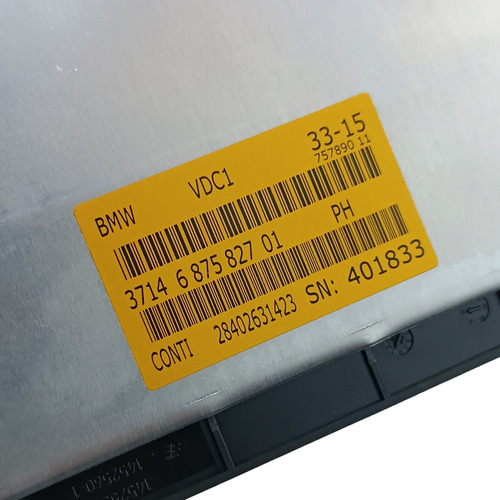 BMW VDC1 33-15
757890 11
3714 6 875 827 01 PH
CONTI 28402631423 SN: 401833